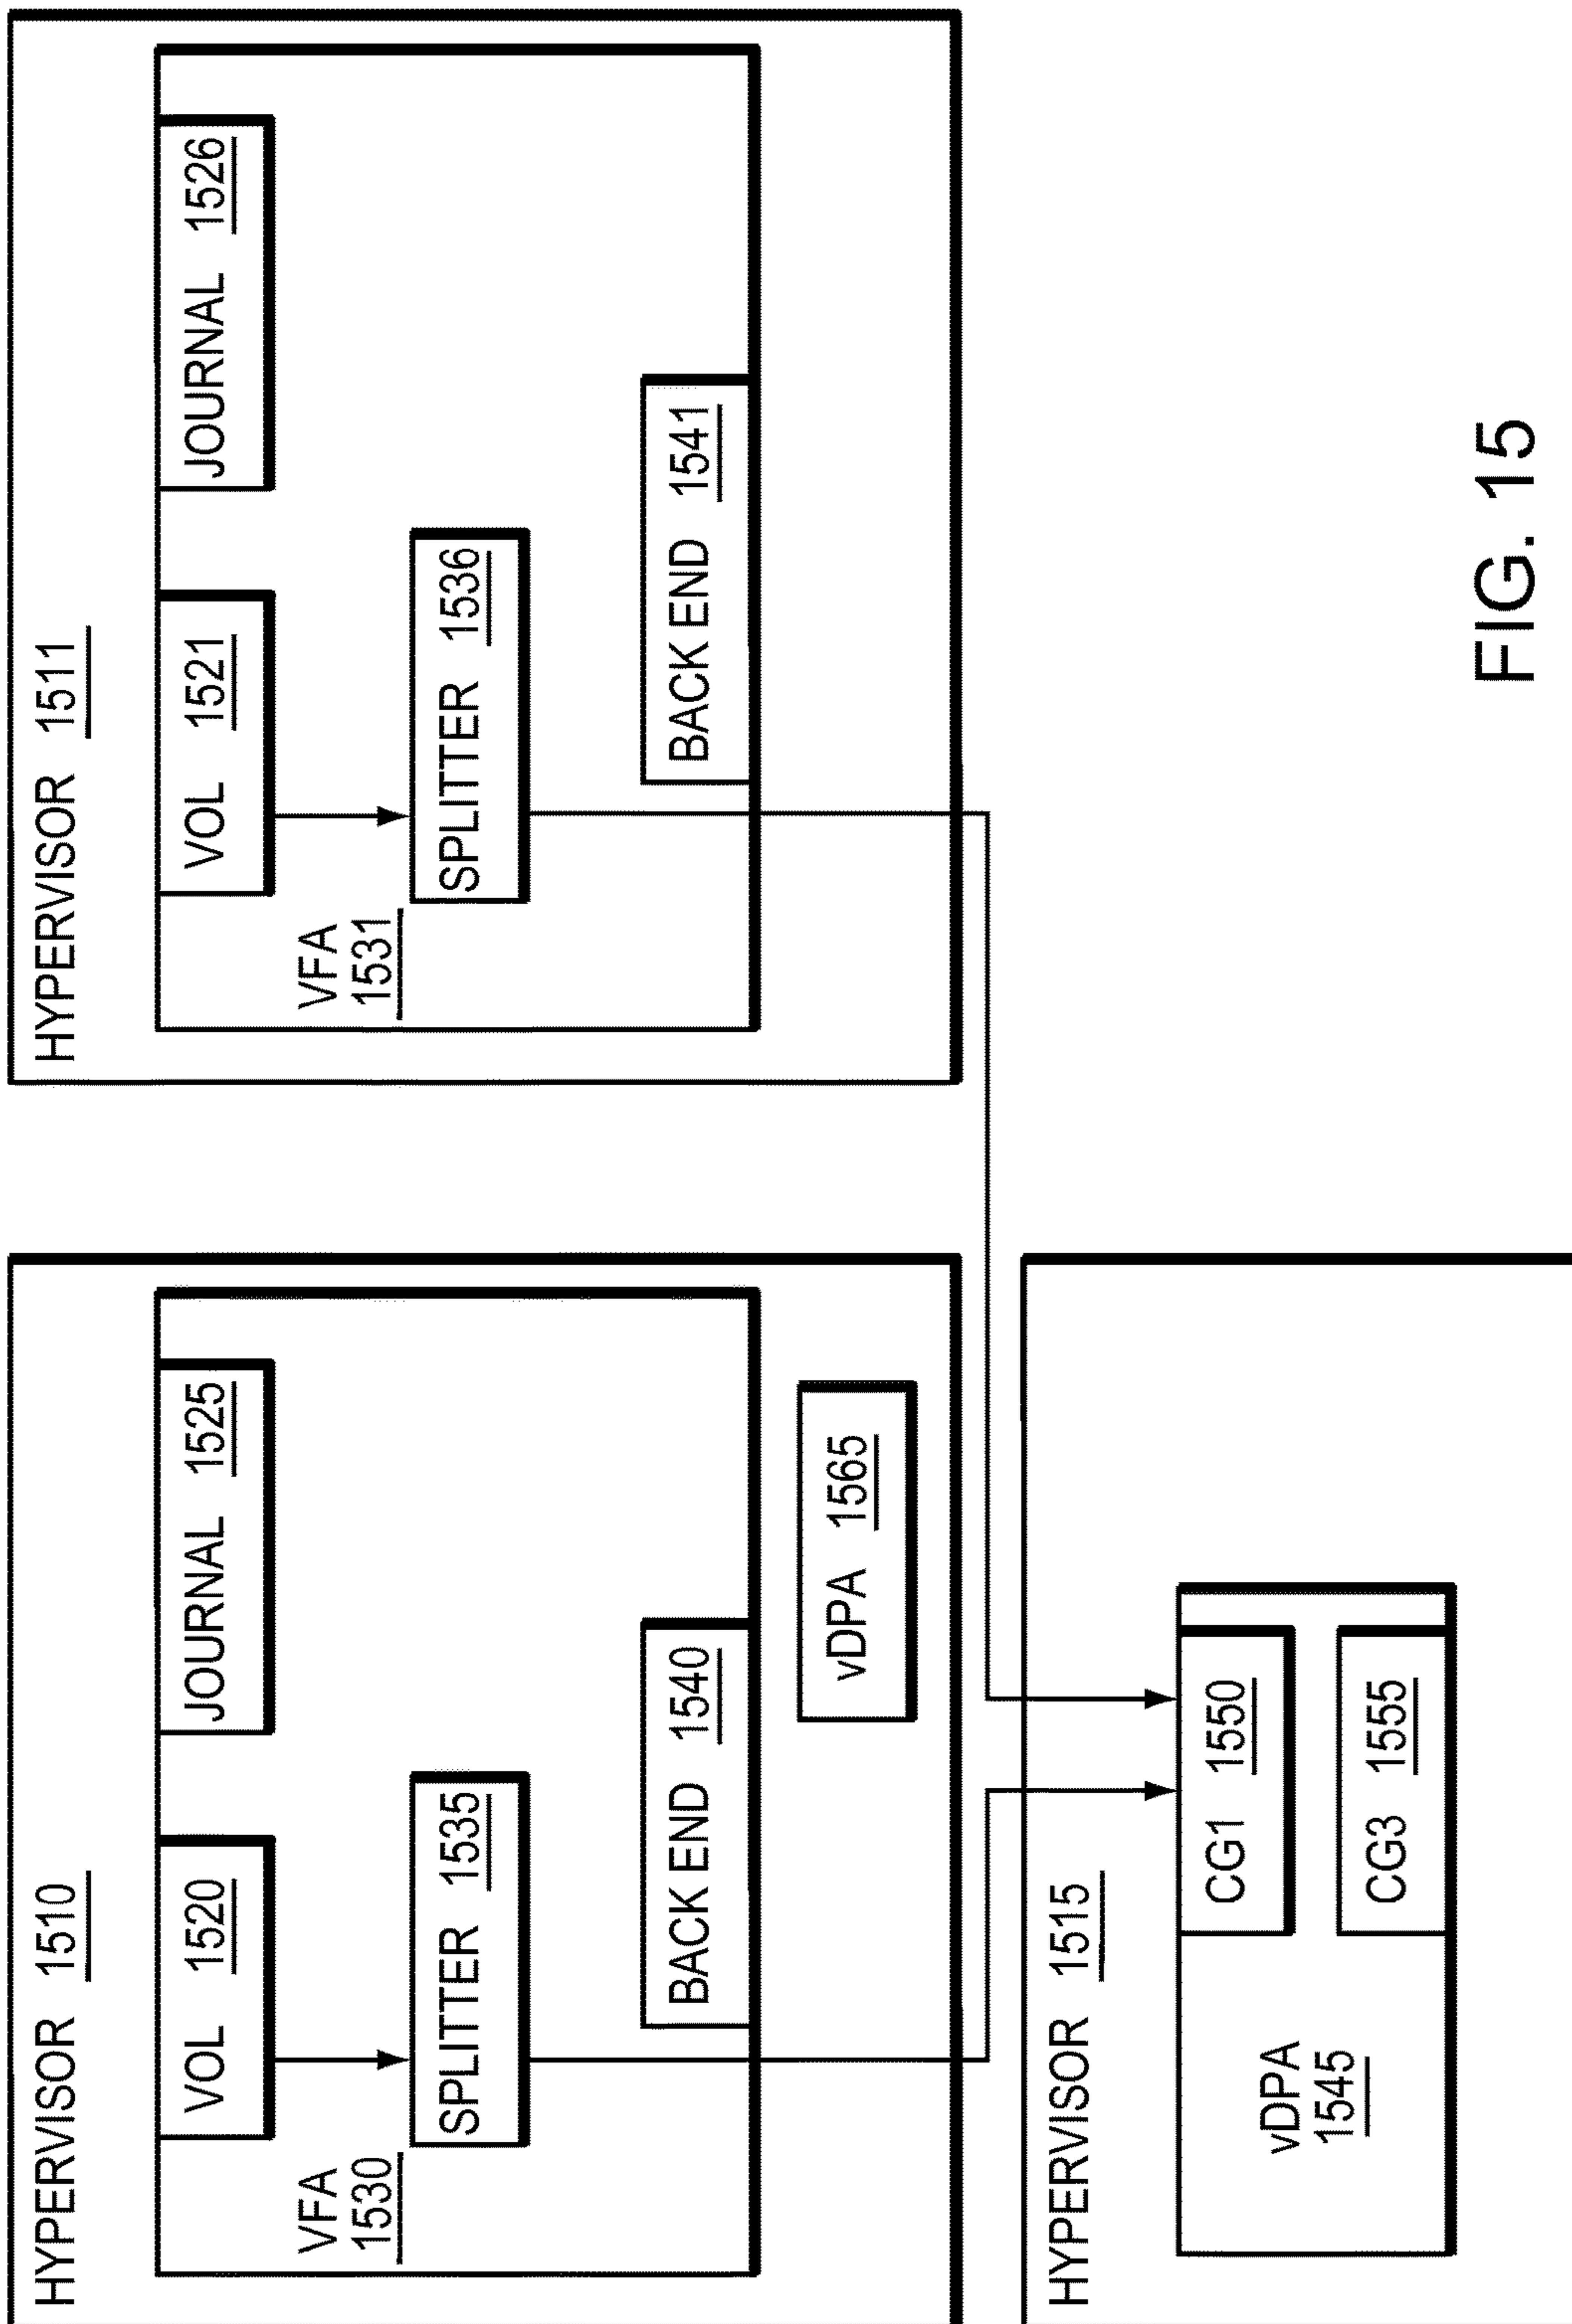 HYPERVISOR 1510
VOL 1520
JOURNAL 1525
VFA
1530
SPLITTER 1535
BACK END 1540
vDPA 1565
HYPERVISOR 1511
VOL 1521
JOURNAL 1526
VFA
1531
SPLITTER 1536
BACK END 1541
HYPERVISOR 1515
vDPA
1545
CG1 1550
CG3 1555
FIG. 15